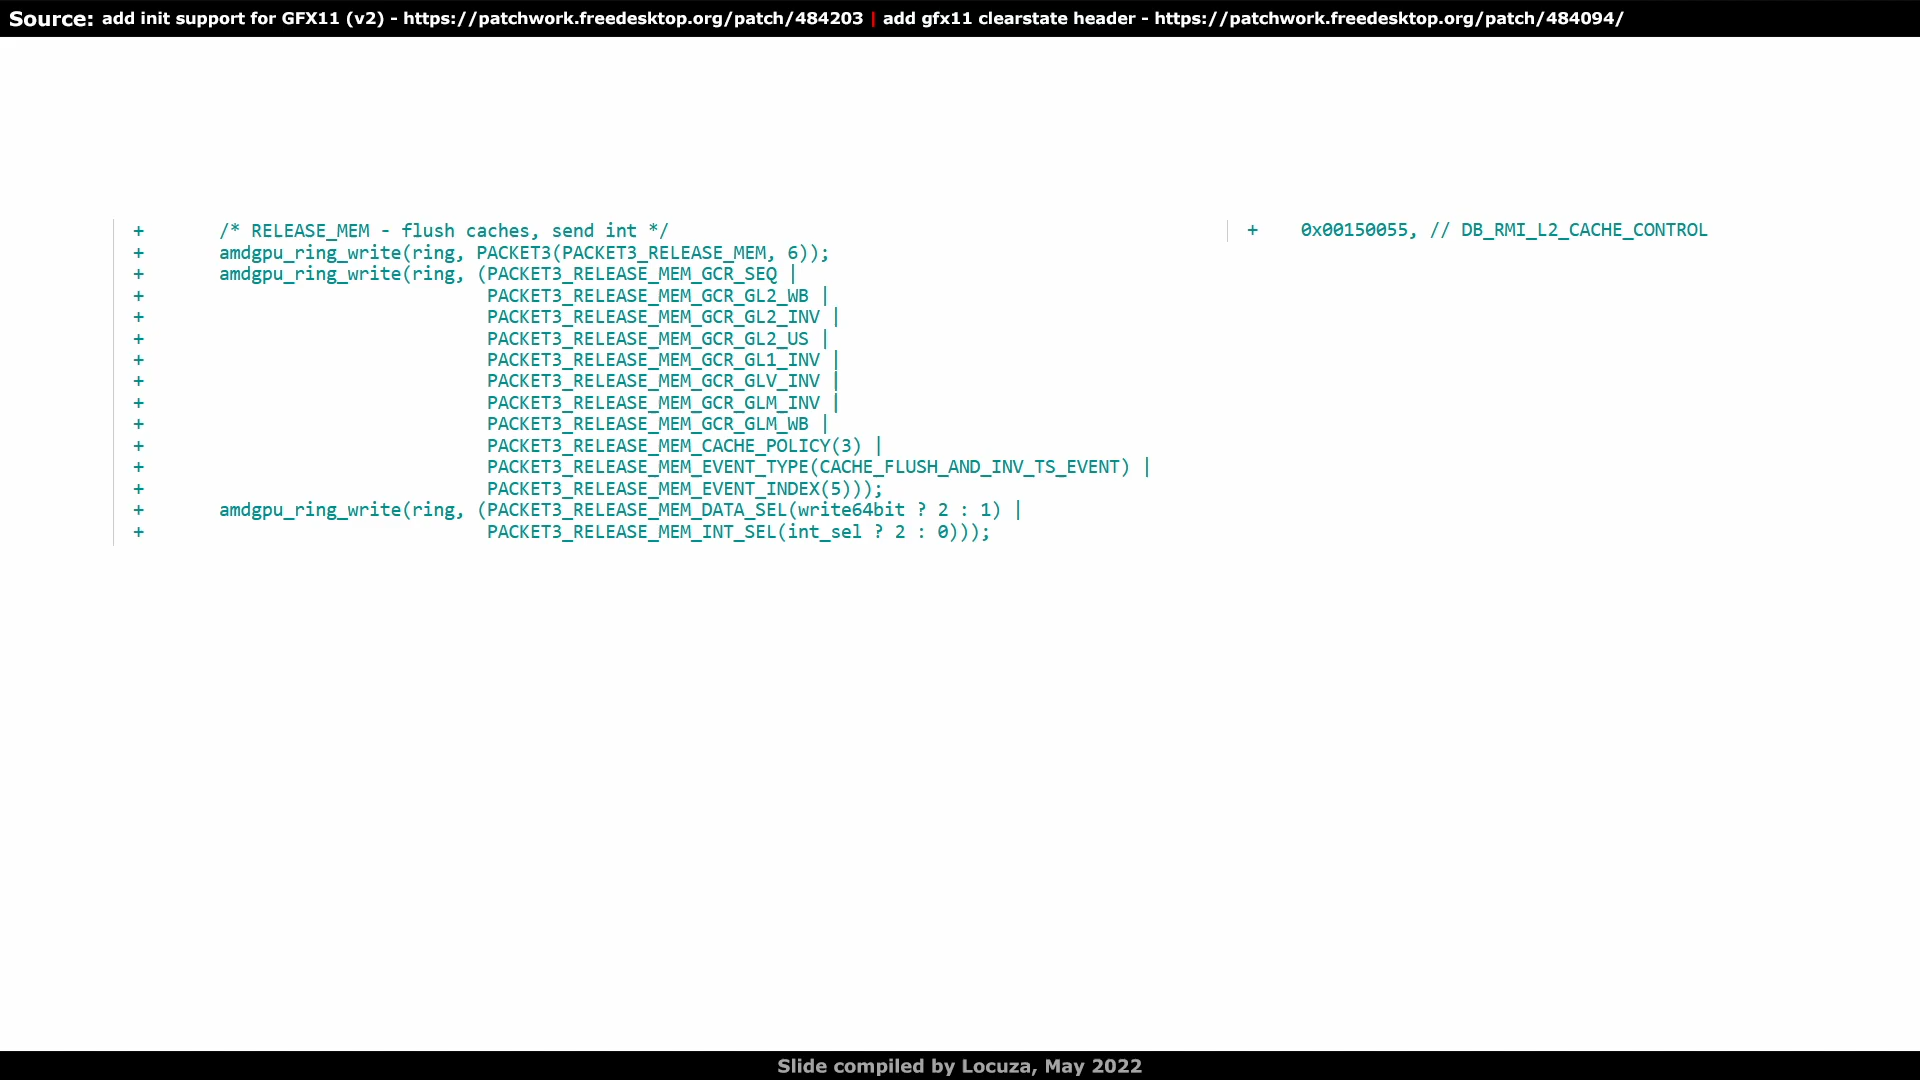 Source: add init support for GFX11 (v2) - https://patchwork.freedesktop.org/patch/484203 | add gfx11 clearstate header - https://patchwork.freedesktop.org/patch/484094/
+ /* RELEASE_MEM - flush caches, send int */
+ amdgpu_ring_write(ring, PACKET3(PACKET3_RELEASE_MEM, 6));
+ amdgpu_ring_write(ring, (PACKET3_RELEASE_MEM_GCR_SEQ |
+ PACKET3_RELEASE_MEM_GCR_GL2_WB |
+ PACKET3_RELEASE_MEM_GCR_GL2_INV |
+ PACKET3_RELEASE_MEM_GCR_GL2_US |
+ PACKET3_RELEASE_MEM_GCR_GL1_INV |
+ PACKET3_RELEASE_MEM_GCR_GLV_INV |
+ PACKET3_RELEASE_MEM_GCR_GLM_INV |
+ PACKET3_RELEASE_MEM_GCR_GLM_WB |
+ PACKET3_RELEASE_MEM_CACHE_POLICY(3) |
+ PACKET3_RELEASE_MEM_EVENT_TYPE(CACHE_FLUSH_AND_INV_TS_EVENT) |
+ PACKET3_RELEASE_MEM_EVENT_INDEX(5)));
+ amdgpu_ring_write(ring, (PACKET3_RELEASE_MEM_DATA_SEL(write64bit ? 2 : 1) |
+ PACKET3_RELEASE_MEM_INT_SEL(int_sel ? 2 : 0)));
+ 0x00150055, // DB_RMI_L2_CACHE_CONTROL
Slide compiled by Locuza, May 2022